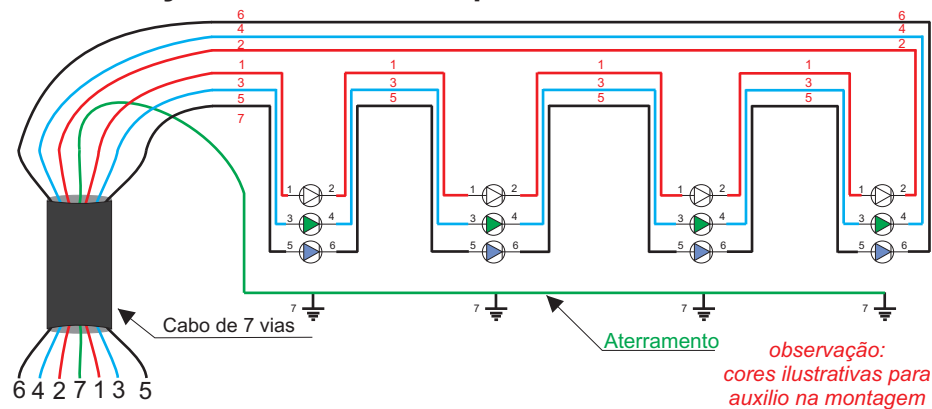 6 6
4 4
2 2
1 1 1 1
3 3 3 3
5 5 5 5
7
1 2 1 2 1 2 1 2
3 4 3 4 3 4 3 4
5 6 5 6 5 6 5 6
7 7 7 7
Cabo de 7 vias
Aterramento
observação:
cores ilustrativas para
auxilio na montagem
6 4 2 7 1 3 5